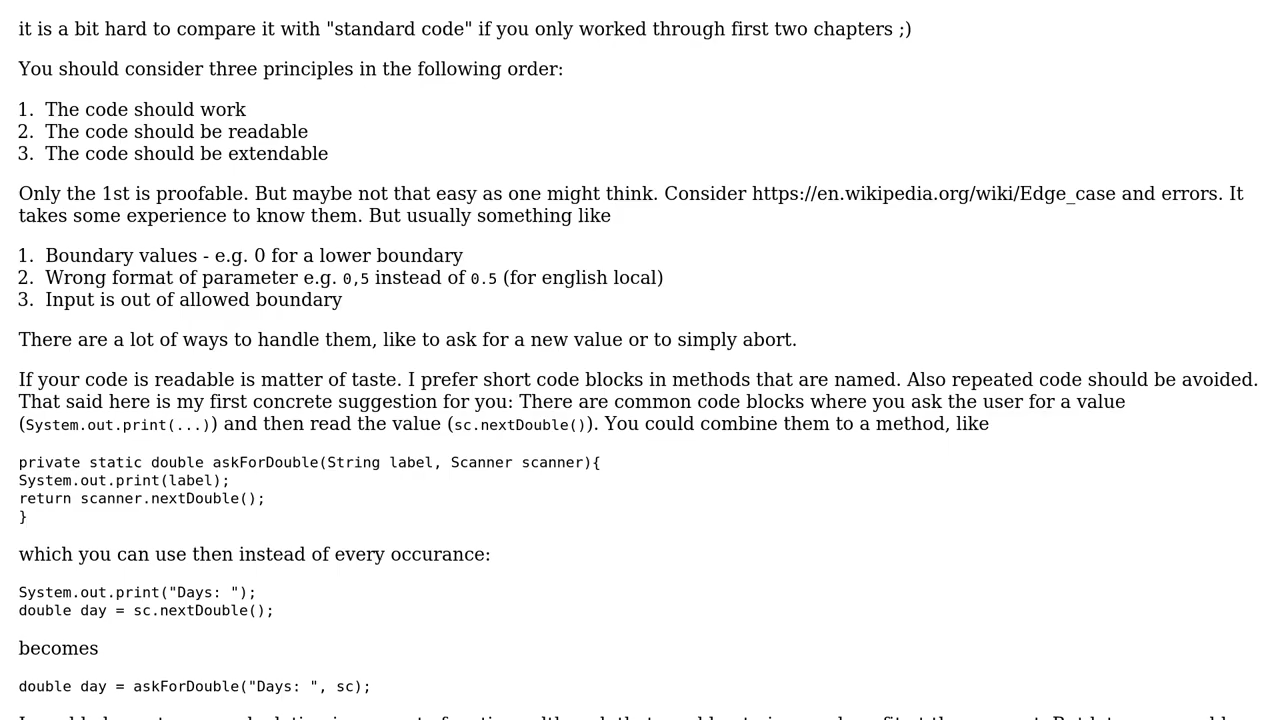 it is a bit hard to compare it with "standard code" if you only worked through first two chapters ;)
You should consider three principles in the following order:
1. The code should work
2. The code should be readable
3. The code should be extendable
Only the 1st is proofable. But maybe not that easy as one might think. Consider https://en.wikipedia.org/wiki/Edge_case and errors. It
takes some experience to know them. But usually something like
1. Boundary values - e.g. 0 for a lower boundary
2. Wrong format of parameter e.g. 0,5 instead of 0.5 (for english local)
3. Input is out of allowed boundary
There are a lot of ways to handle them, like to ask for a new value or to simply abort.
If your code is readable is matter of taste. I prefer short code blocks in methods that are named. Also repeated code should be avoided.
That said here is my first concrete suggestion for you: There are common code blocks where you ask the user for a value
(System.out.print(...)) and then read the value (sc.nextDouble()). You could combine them to a method, like
private static double askForDouble(String label, Scanner scanner){
System.out.print(label);
return scanner.nextDouble();
}
which you can use then instead of every occurance:
System.out.print("Days: ");
double day = sc.nextDouble();
becomes
double day = askForDouble("Days: ", sc);